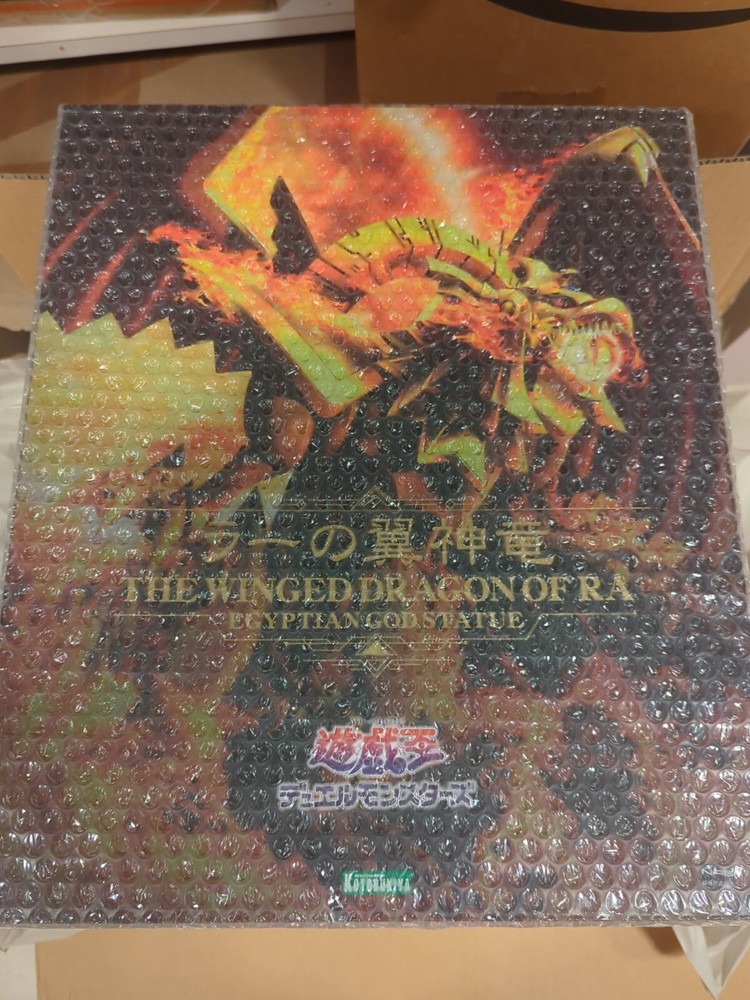 ラーの翼神竜
THE WINGED DRAGON OF RA
EGYPTIAN GOD STATUE
遊戯王
デュエルモンスターズ
KOTOBUKIYA